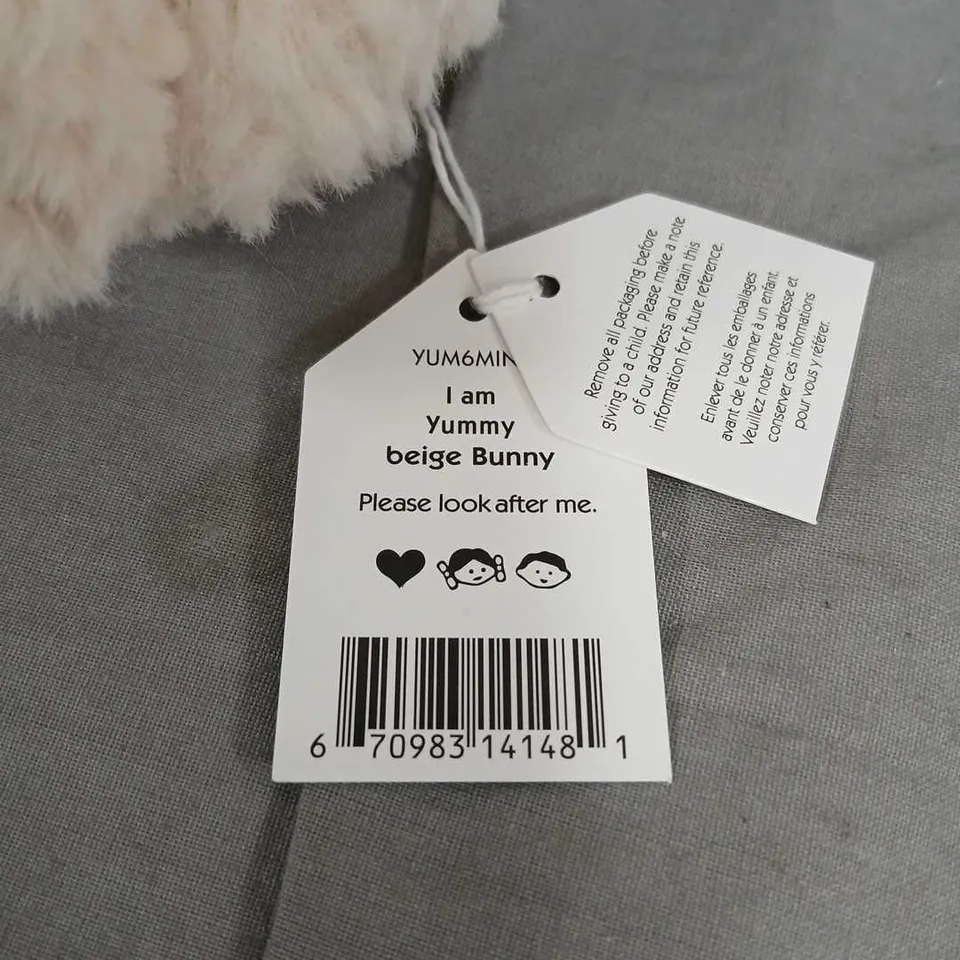 YUM6MIN
I am
Yummy
beige Bunny
Please look after me.
6 70983 14148 1
Remove all packaging before
giving to a child. Please make a note
of our address and retain this
information for future reference.
Enlever tous les emballages
avant de le donner à un enfant.
Veuillez noter notre adresse et
conserver ces informations
pour vous y référer.